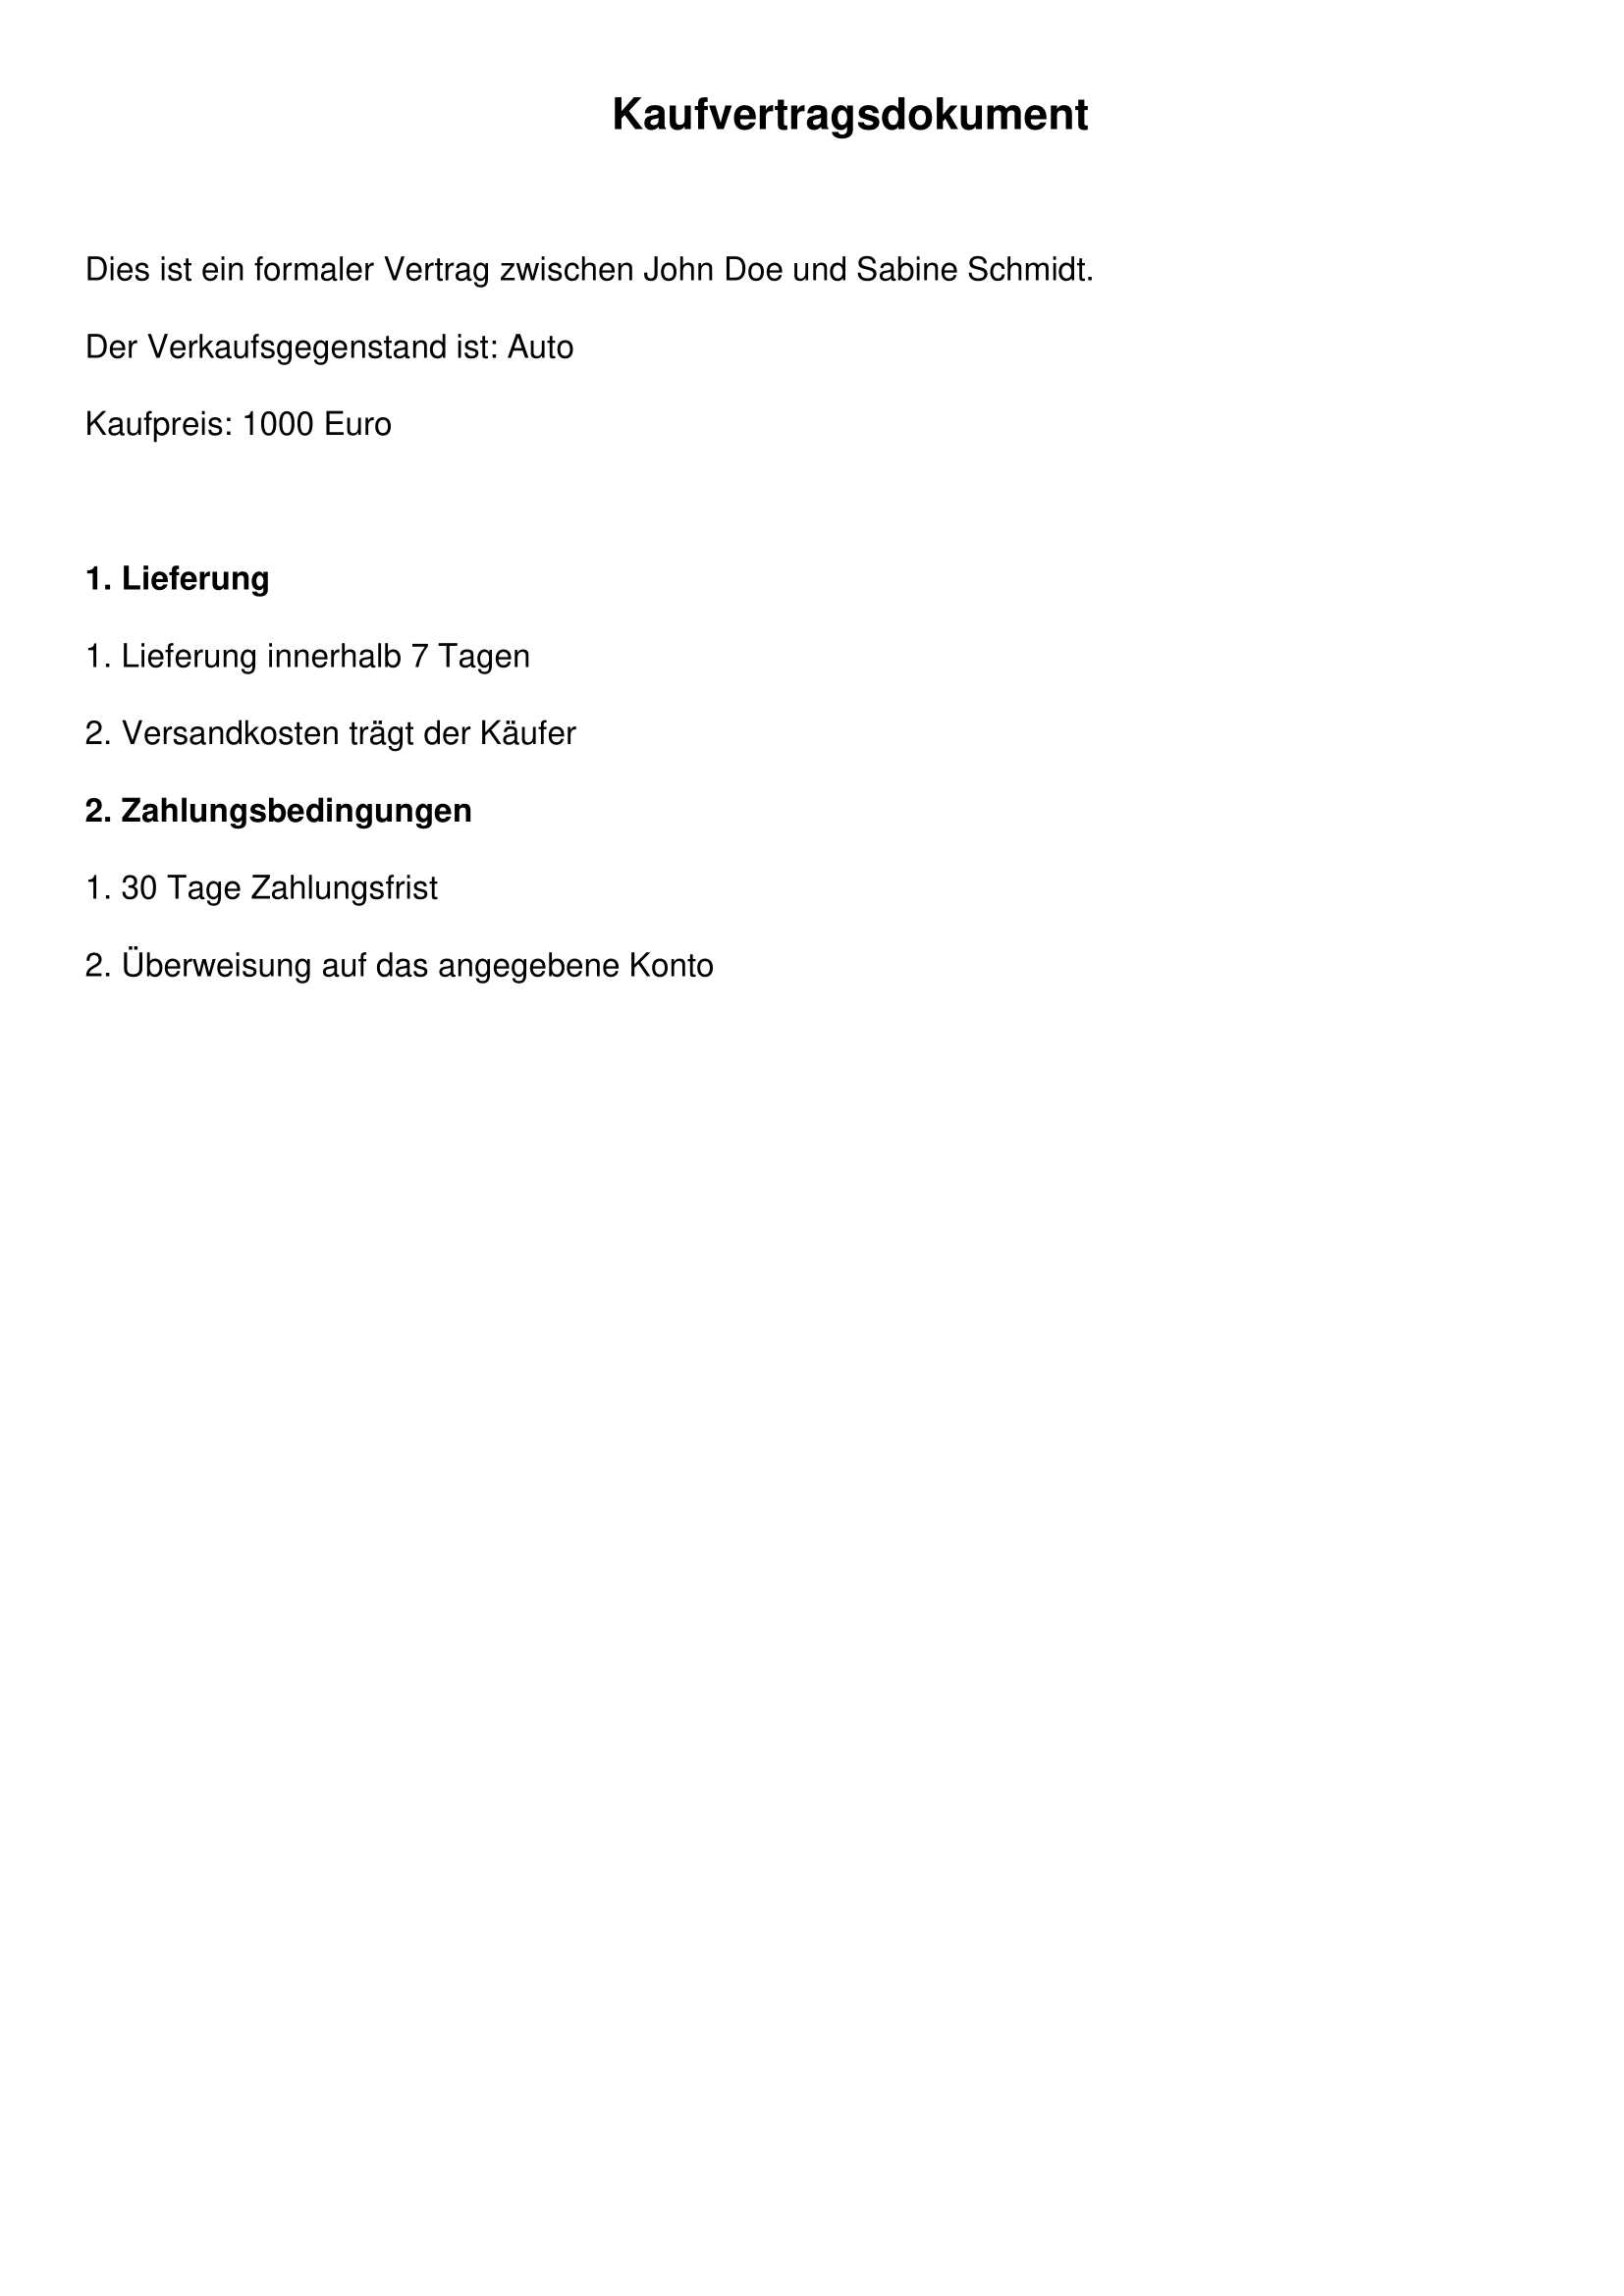 Kaufvertragsdokument
Dies ist ein formaler Vertrag zwischen John Doe und Sabine Schmidt.
Der Verkaufsgegenstand ist: Auto
Kaufpreis: 1000 Euro
1. Lieferung
1. Lieferung innerhalb 7 Tagen
2. Versandkosten trägt der Käufer
2. Zahlungsbedingungen
1. 30 Tage Zahlungsfrist
2. Überweisung auf das angegebene Konto